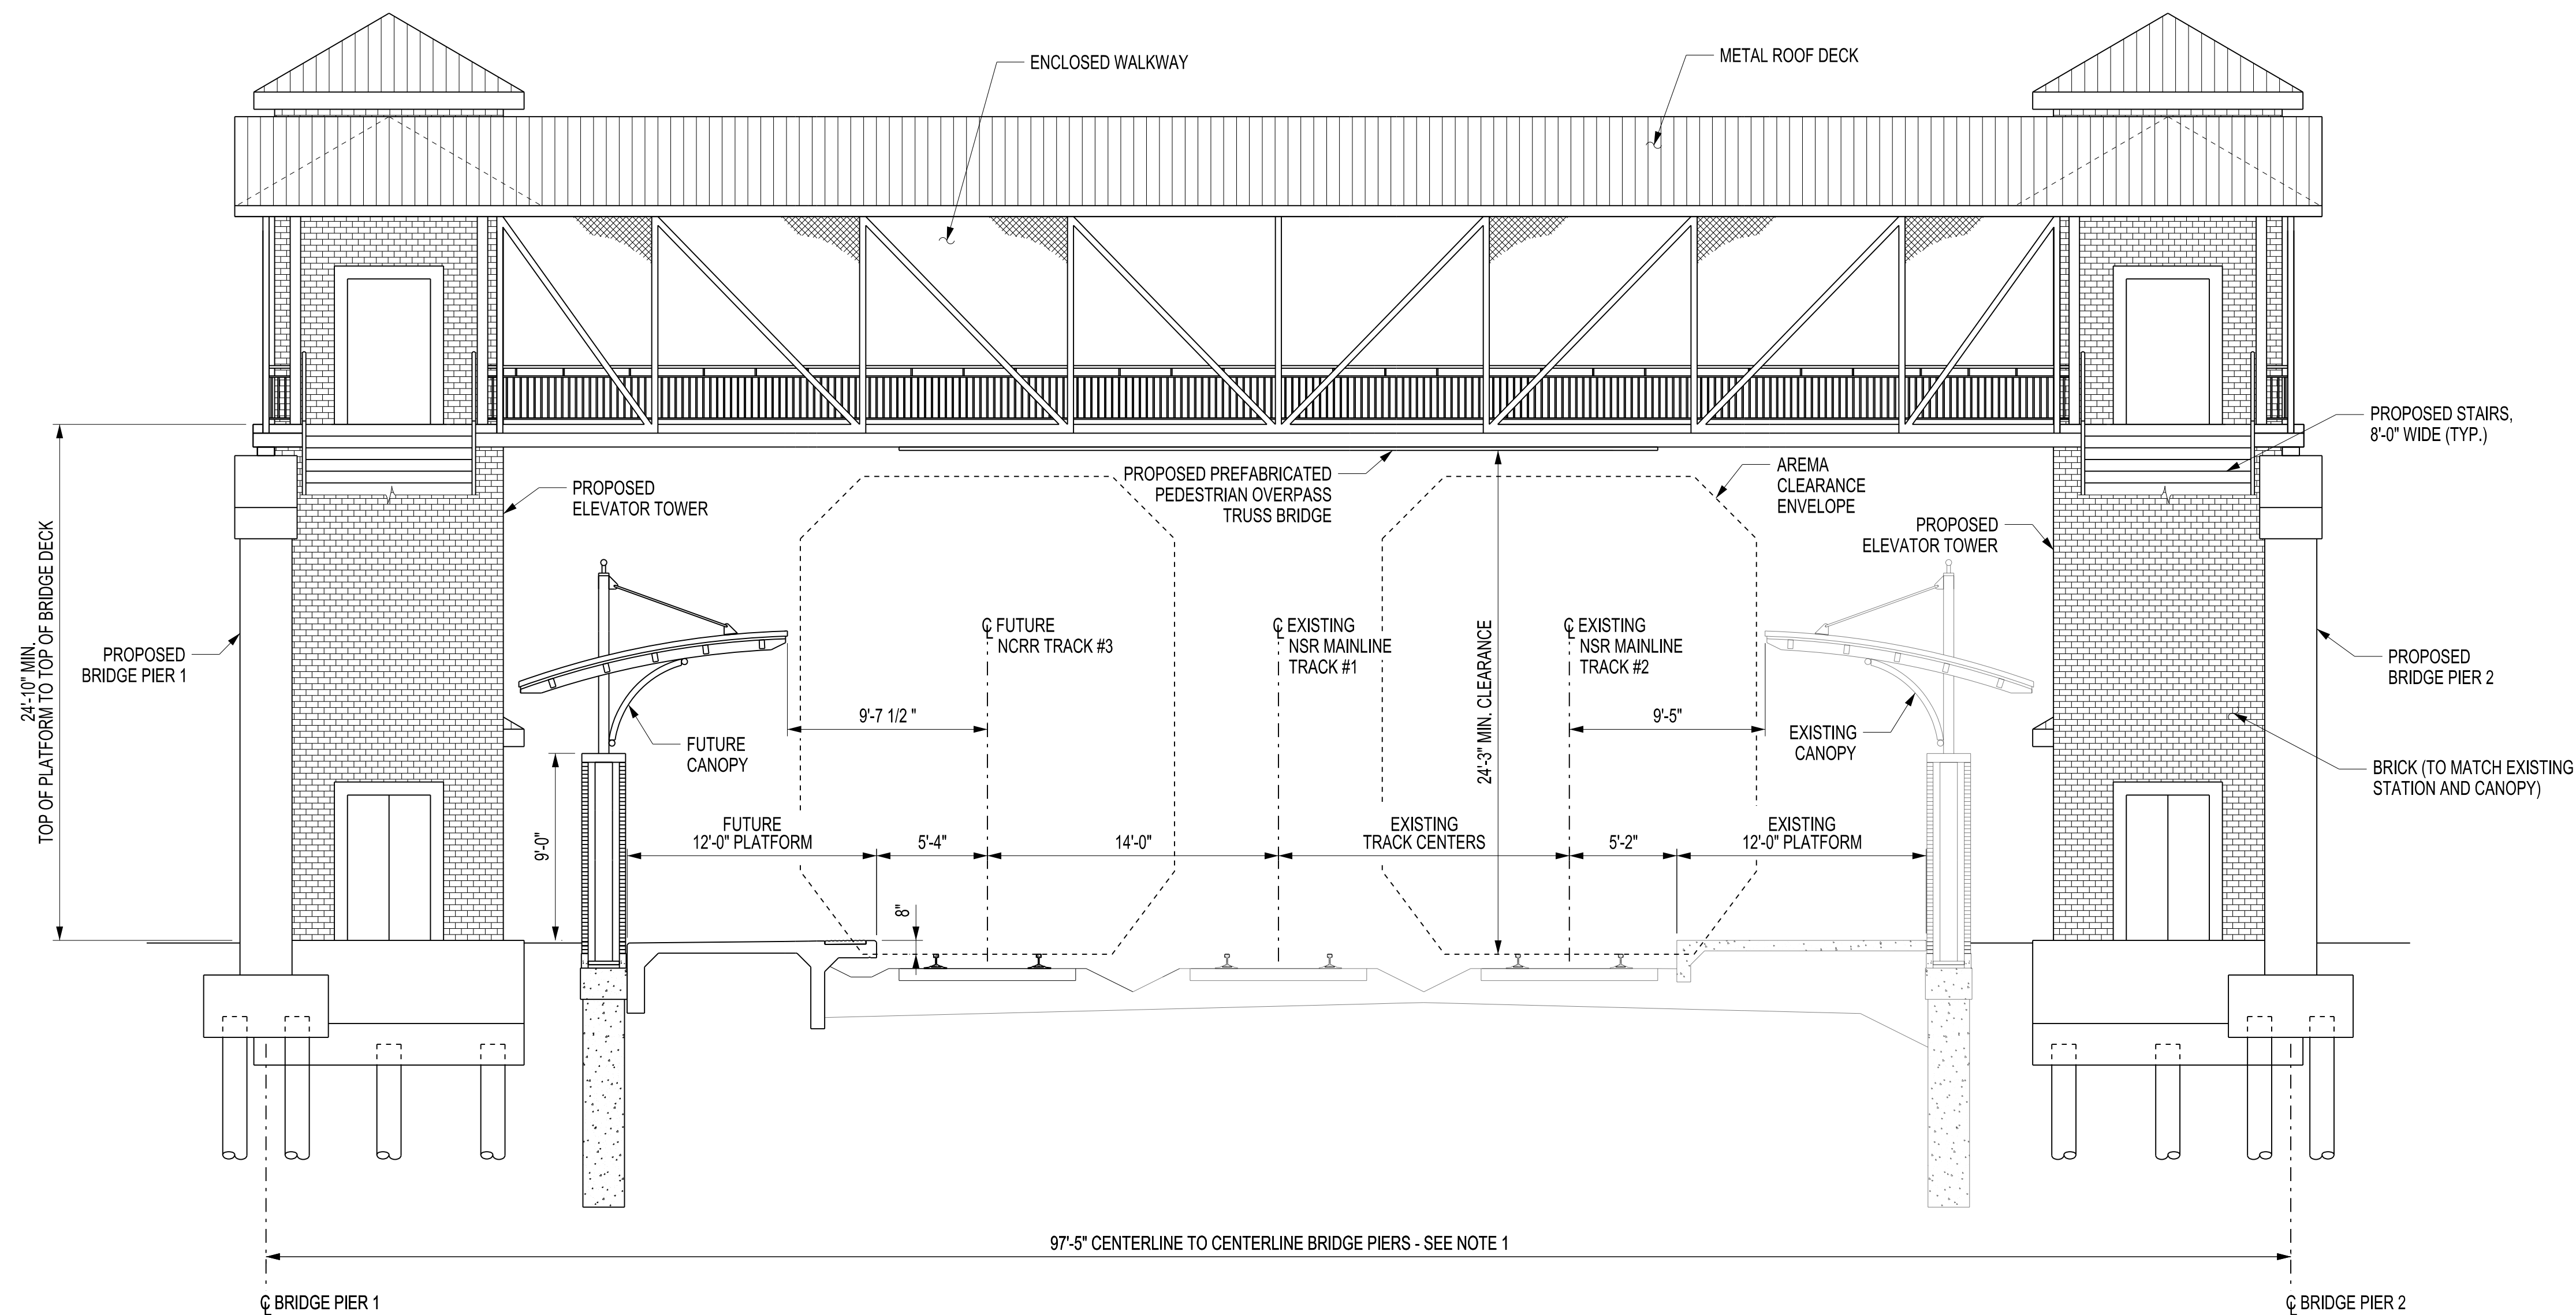 ENCLOSED WALKWAY
METAL ROOF DECK
PROPOSED STAIRS,
8'-0" WIDE (TYP.)
PROPOSED PREFABRICATED
PEDESTRIAN OVERPASS
TRUSS BRIDGE
AREMA
CLEARANCE
ENVELOPE
PROPOSED
ELEVATOR TOWER
PROPOSED
ELEVATOR TOWER
24'-10" MIN.
TOP OF PLATFORM TO TOP OF BRIDGE DECK
PROPOSED
BRIDGE PIER 1
℄ FUTURE
NCRR TRACK #3
℄ EXISTING
NSR MAINLINE
TRACK #1
℄ EXISTING
NSR MAINLINE
TRACK #2
24'-3" MIN. CLEARANCE
PROPOSED
BRIDGE PIER 2
9'-7 1/2 "
9'-5"
FUTURE
CANOPY
EXISTING
CANOPY
BRICK (TO MATCH EXISTING
STATION AND CANOPY)
9'-0"
FUTURE
12'-0" PLATFORM
5'-4"
14'-0"
EXISTING
TRACK CENTERS
5'-2"
EXISTING
12'-0" PLATFORM
8"
97'-5" CENTERLINE TO CENTERLINE BRIDGE PIERS - SEE NOTE 1
℄ BRIDGE PIER 1
℄ BRIDGE PIER 2